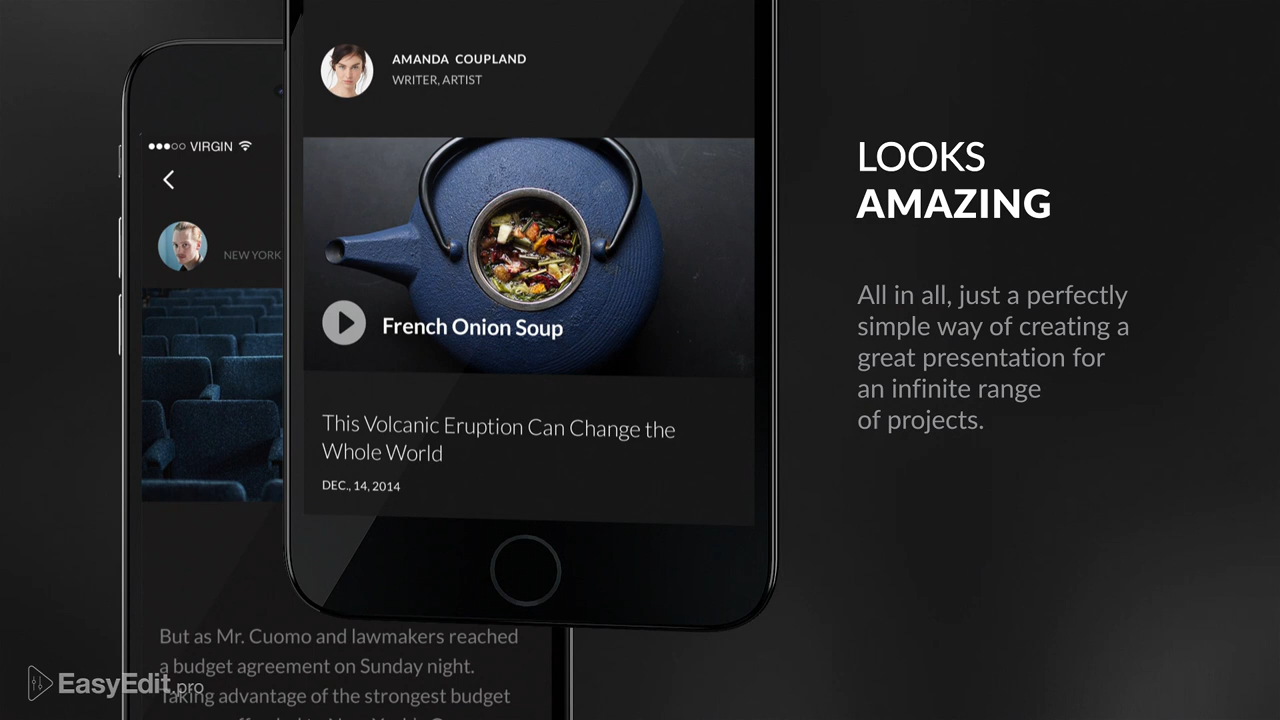 AMANDA COUPLAND
WRITER, ARTIST
VIRGIN
NEW YORK
French Onion Soup
This Volcanic Eruption Can Change the
Whole World
DEC., 14, 2014
But as Mr. Cuomo and lawmakers reached
a budget agreement on Sunday night.
Taking advantage of the strongest budget
EasyEdit.pro
LOOKS
AMAZING
All in all, just a perfectly
simple way of creating a
great presentation for
an infinite range
of projects.